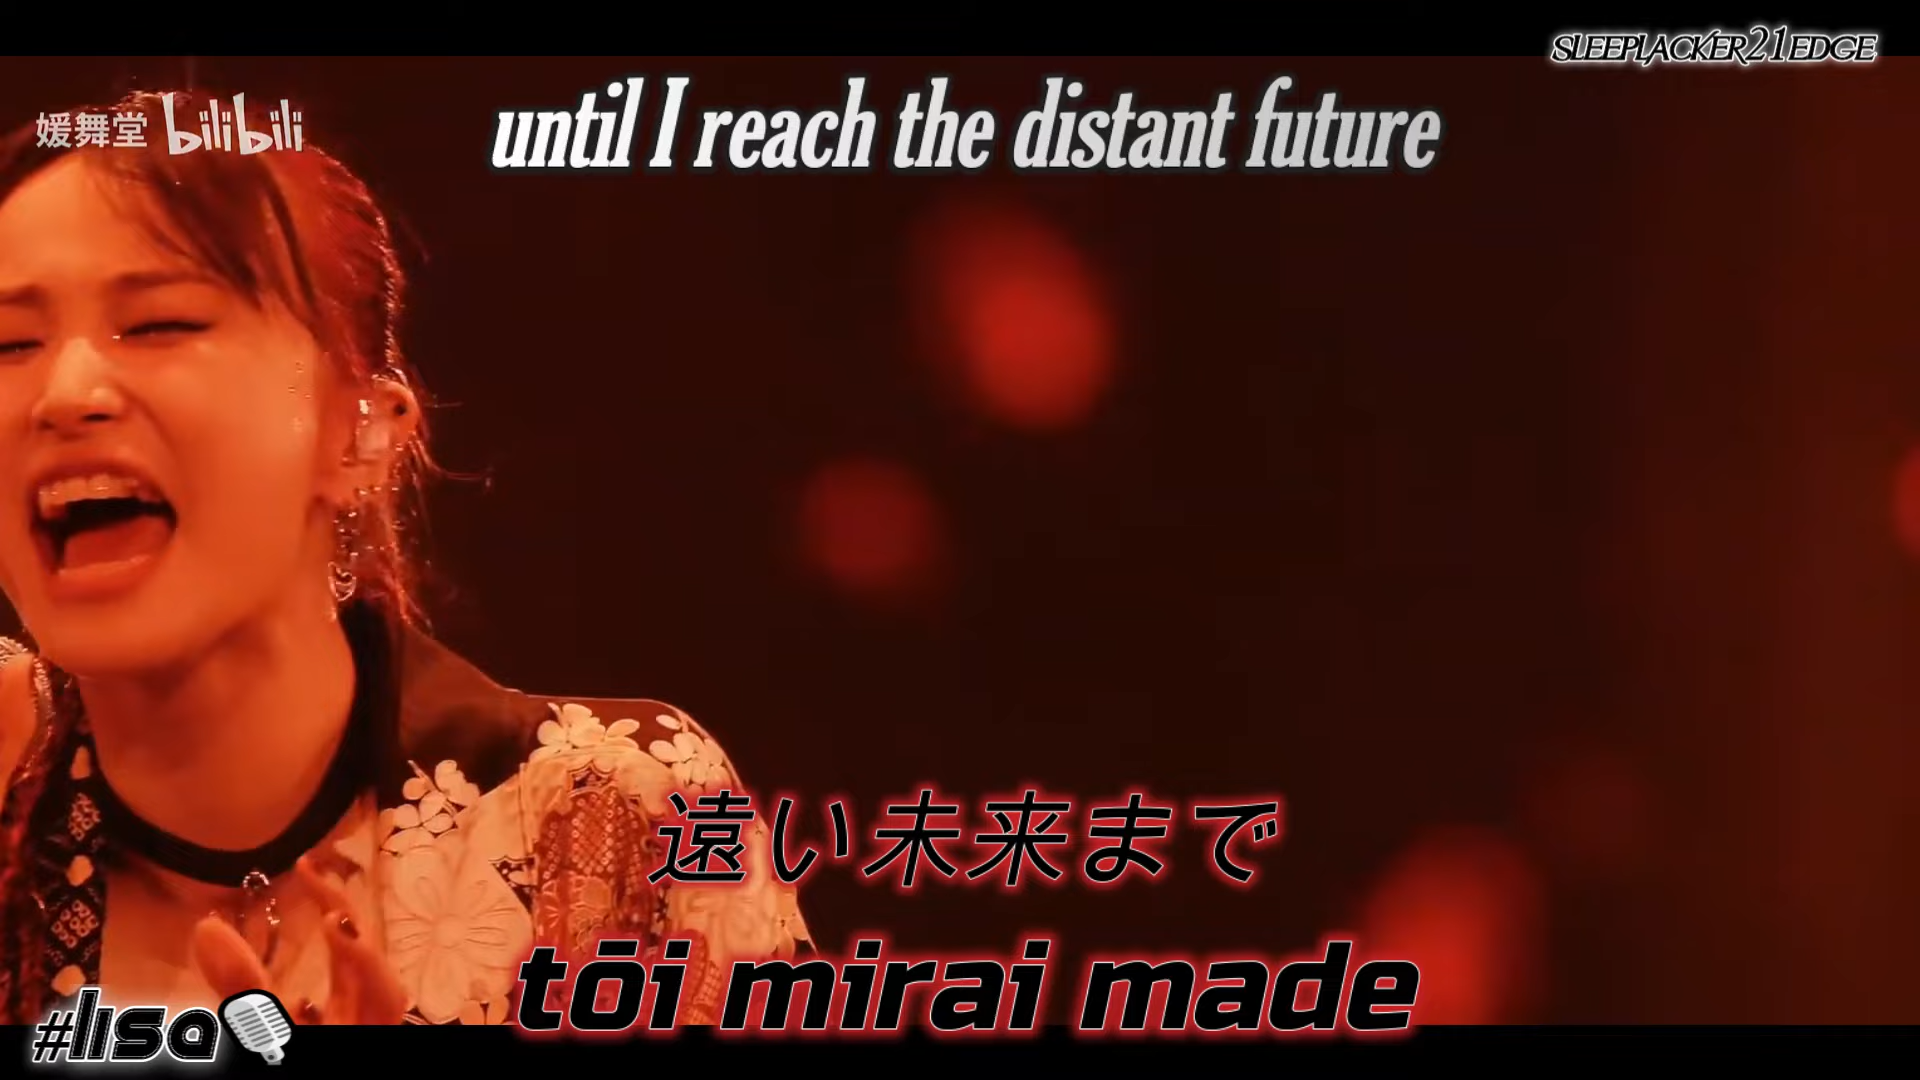 SLEEPLACKER21EDGE
媛舞堂 bilibili
until I reach the distant future
遠い未来まで
tōi mirai made
#lisa